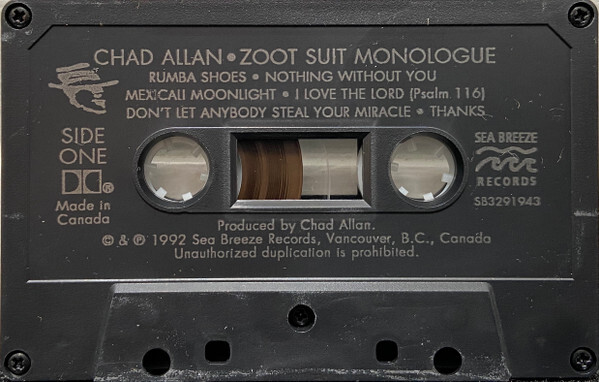 CHAD ALLAN • ZOOT SUIT MONOLOGUE
RUMBA SHOES • NOTHING WITHOUT YOU
MEXICALI MOONLIGHT • I LOVE THE LORD (Psalm 116)
DON'T LET ANYBODY STEAL YOUR MIRACLE • THANKS
SIDE
ONE
®
Made in
Canada
SEA BREEZE
RECORDS
SB3291943
Produced by Chad Allan.
© & ℗ 1992 Sea Breeze Records, Vancouver, B.C., Canada
Unauthorized duplication is prohibited.